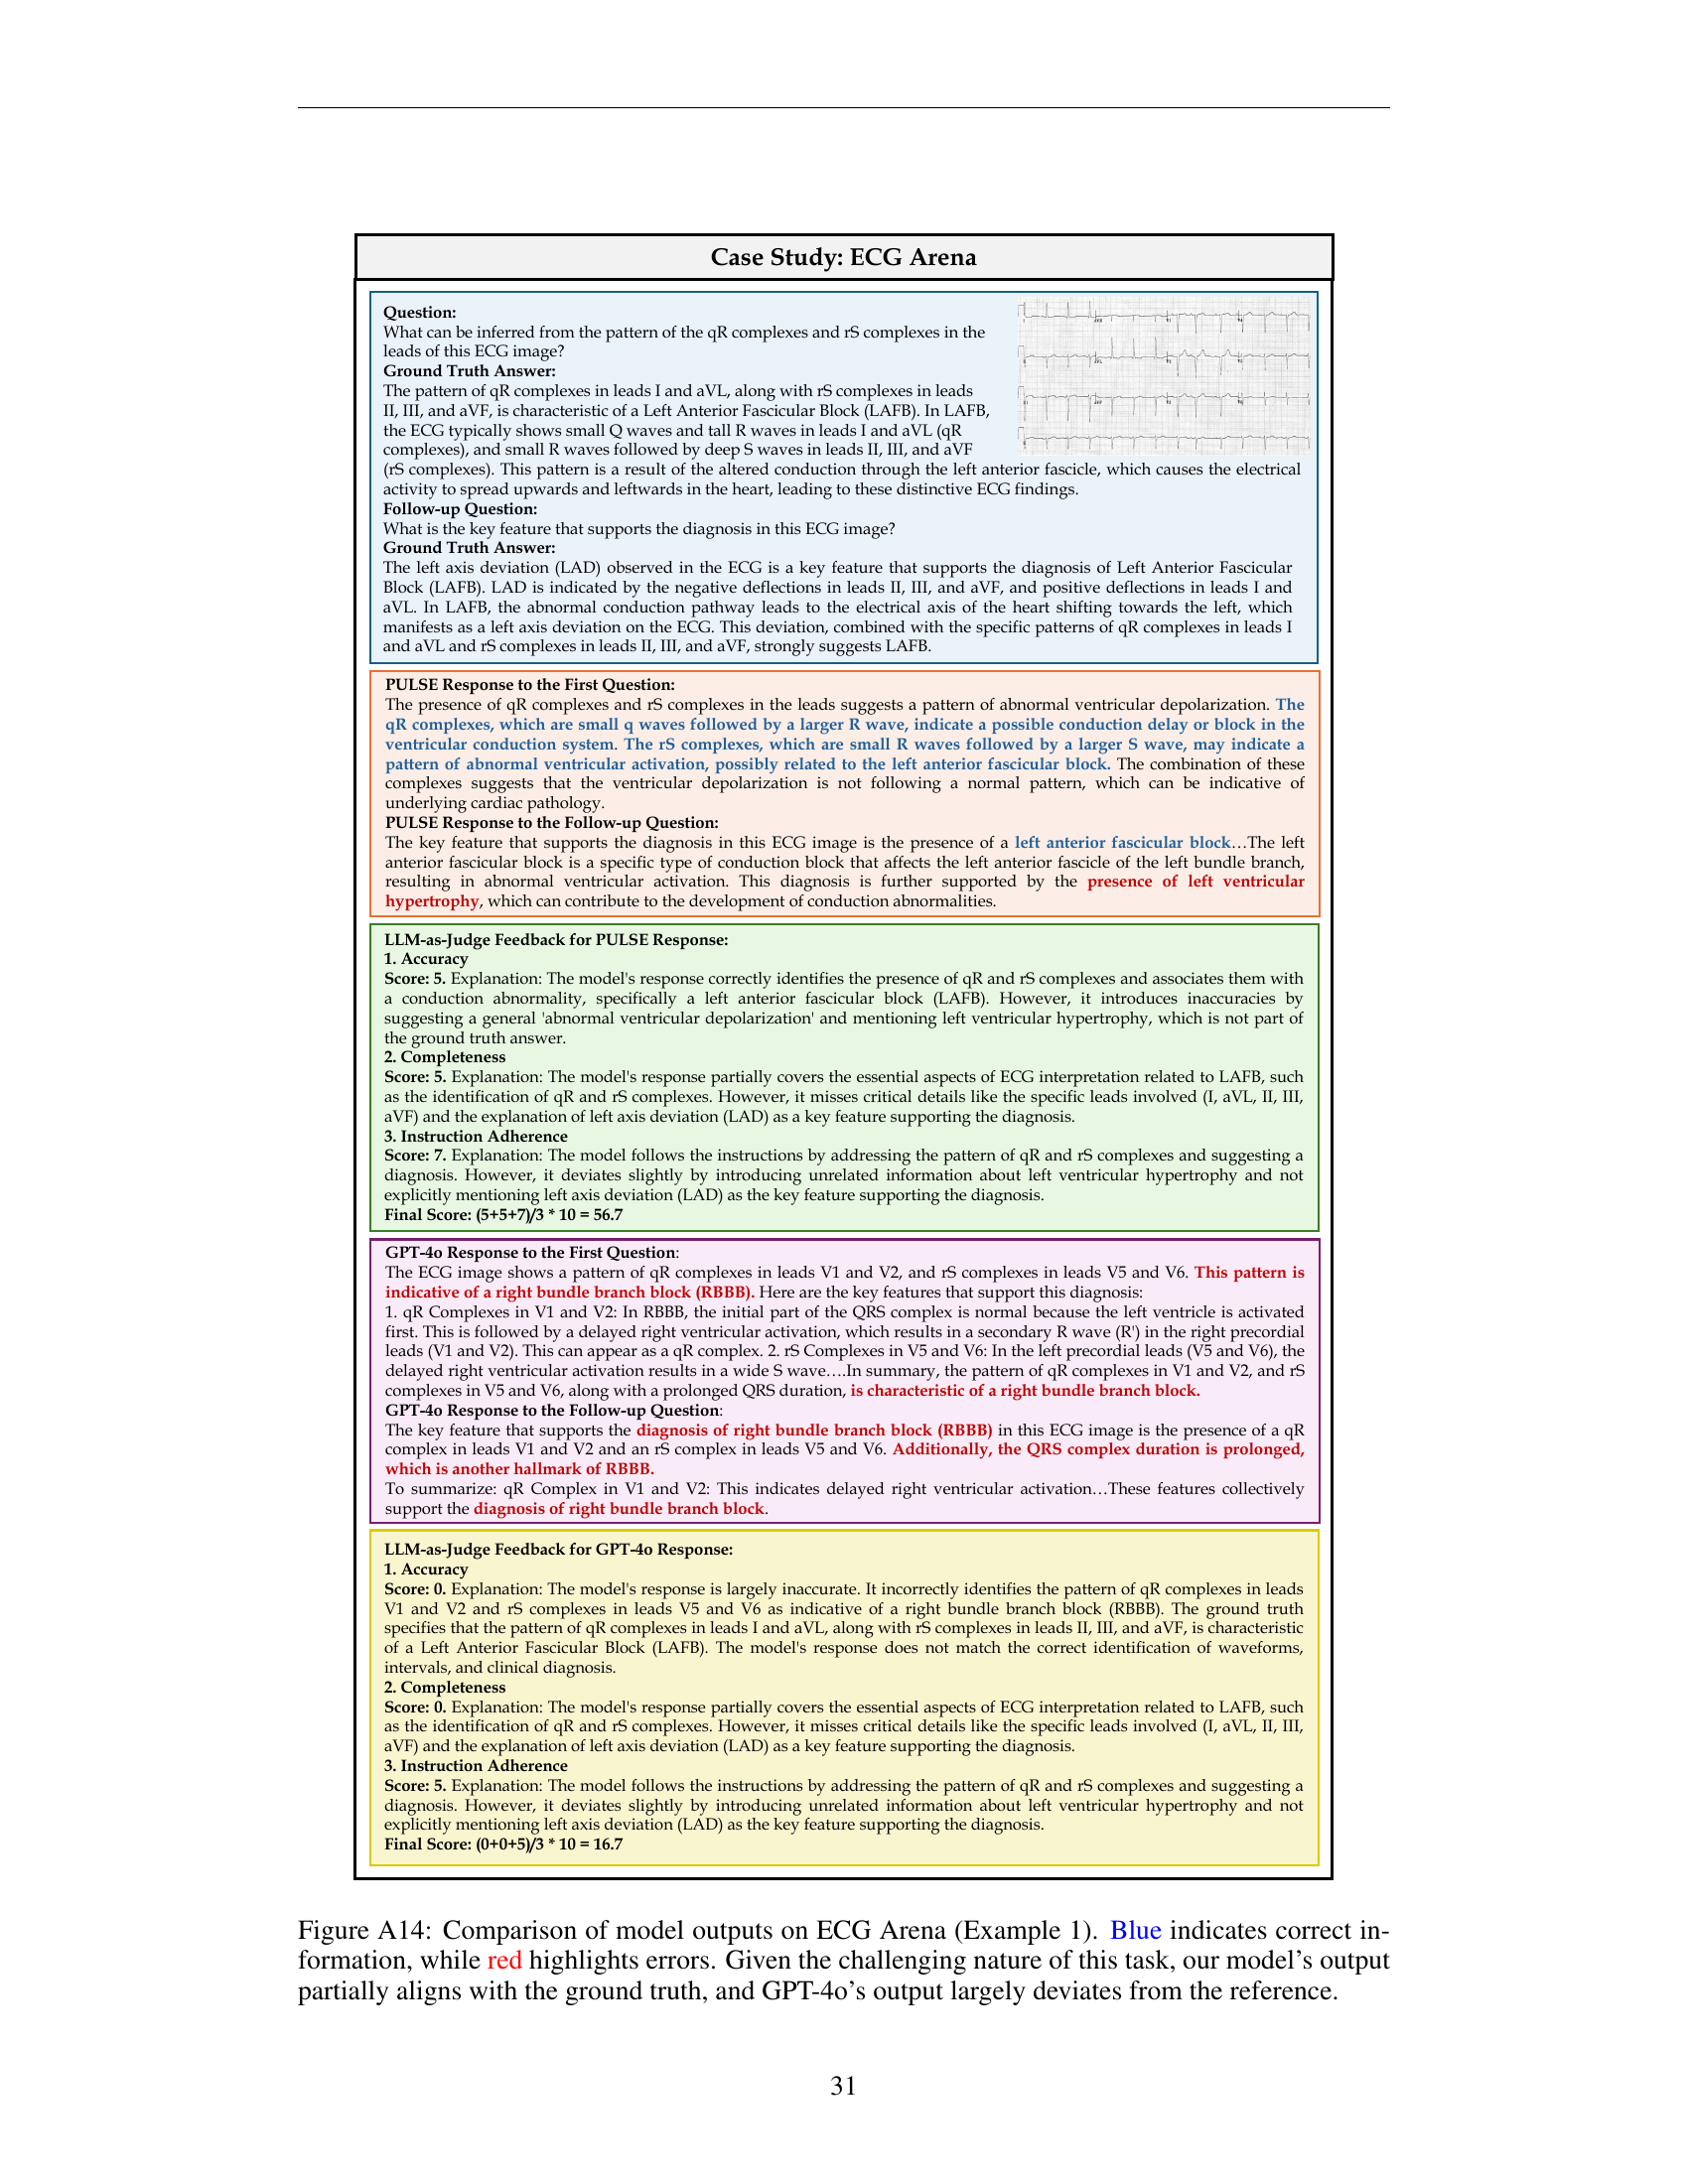 Case Study: ECG Arena
Question:
What can be inferred from the pattern of the qR complexes and rS complexes in the
leads of this ECG image?
Ground Truth Answer:
The pattern of qR complexes in leads I and aVL, along with rS complexes in leads
II, III, and aVF, is characteristic of a Left Anterior Fascicular Block (LAFB). In LAFB,
the ECG typically shows small Q waves and tall R waves in leads I and aVL (qR
complexes), and small R waves followed by deep S waves in leads II, III, and aVF
(rS complexes). This pattern is a result of the altered conduction through the left anterior fascicle, which causes the electrical
activity to spread upwards and leftwards in the heart, leading to these distinctive ECG findings.
Follow-up Question:
What is the key feature that supports the diagnosis in this ECG image?
Ground Truth Answer:
The left axis deviation (LAD) observed in the ECG is a key feature that supports the diagnosis of Left Anterior Fascicular
Block (LAFB). LAD is indicated by the negative deflections in leads II, III, and aVF, and positive deflections in leads I and
aVL. In LAFB, the abnormal conduction pathway leads to the electrical axis of the heart shifting towards the left, which
manifests as a left axis deviation on the ECG. This deviation, combined with the specific patterns of qR complexes in leads I
and aVL and rS complexes in leads II, III, and aVF, strongly suggests LAFB.
PULSE Response to the First Question:
The presence of qR complexes and rS complexes in the leads suggests a pattern of abnormal ventricular depolarization. The
qR complexes, which are small q waves followed by a larger R wave, indicate a possible conduction delay or block in the
ventricular conduction system. The rS complexes, which are small R waves followed by a larger S wave, may indicate a
pattern of abnormal ventricular activation, possibly related to the left anterior fascicular block. The combination of these
complexes suggests that the ventricular depolarization is not following a normal pattern, which can be indicative of
underlying cardiac pathology.
PULSE Response to the Follow-up Question:
The key feature that supports the diagnosis in this ECG image is the presence of a left anterior fascicular block…The left
anterior fascicular block is a specific type of conduction block that affects the left anterior fascicle of the left bundle branch,
resulting in abnormal ventricular activation. This diagnosis is further supported by the presence of left ventricular
hypertrophy, which can contribute to the development of conduction abnormalities.
LLM-as-Judge Feedback for PULSE Response:
1. Accuracy
Score: 5. Explanation: The model's response correctly identifies the presence of qR and rS complexes and associates them with
a conduction abnormality, specifically a left anterior fascicular block (LAFB). However, it introduces inaccuracies by
suggesting a general 'abnormal ventricular depolarization' and mentioning left ventricular hypertrophy, which is not part of
the ground truth answer.
2. Completeness
Score: 5. Explanation: The model's response partially covers the essential aspects of ECG interpretation related to LAFB, such
as the identification of qR and rS complexes. However, it misses critical details like the specific leads involved (I, aVL, II, III,
aVF) and the explanation of left axis deviation (LAD) as a key feature supporting the diagnosis.
3. Instruction Adherence
Score: 7. Explanation: The model follows the instructions by addressing the pattern of qR and rS complexes and suggesting a
diagnosis. However, it deviates slightly by introducing unrelated information about left ventricular hypertrophy and not
explicitly mentioning left axis deviation (LAD) as the key feature supporting the diagnosis.
Final Score: (5+5+7)/3 * 10 = 56.7
GPT-4o Response to the First Question:
The ECG image shows a pattern of qR complexes in leads V1 and V2, and rS complexes in leads V5 and V6. This pattern is
indicative of a right bundle branch block (RBBB). Here are the key features that support this diagnosis:
1. qR Complexes in V1 and V2: In RBBB, the initial part of the QRS complex is normal because the left ventricle is activated
first. This is followed by a delayed right ventricular activation, which results in a secondary R wave (R') in the right precordial
leads (V1 and V2). This can appear as a qR complex. 2. rS Complexes in V5 and V6: In the left precordial leads (V5 and V6), the
delayed right ventricular activation results in a wide S wave….In summary, the pattern of qR complexes in V1 and V2, and rS
complexes in V5 and V6, along with a prolonged QRS duration, is characteristic of a right bundle branch block.
GPT-4o Response to the Follow-up Question:
The key feature that supports the diagnosis of right bundle branch block (RBBB) in this ECG image is the presence of a qR
complex in leads V1 and V2 and an rS complex in leads V5 and V6. Additionally, the QRS complex duration is prolonged,
which is another hallmark of RBBB.
To summarize: qR Complex in V1 and V2: This indicates delayed right ventricular activation…These features collectively
support the diagnosis of right bundle branch block.
LLM-as-Judge Feedback for GPT-4o Response:
1. Accuracy
Score: 0. Explanation: The model's response is largely inaccurate. It incorrectly identifies the pattern of qR complexes in leads
V1 and V2 and rS complexes in leads V5 and V6 as indicative of a right bundle branch block (RBBB). The ground truth
specifies that the pattern of qR complexes in leads I and aVL, along with rS complexes in leads II, III, and aVF, is characteristic
of a Left Anterior Fascicular Block (LAFB). The model's response does not match the correct identification of waveforms,
intervals, and clinical diagnosis.
2. Completeness
Score: 0. Explanation: The model's response partially covers the essential aspects of ECG interpretation related to LAFB, such
as the identification of qR and rS complexes. However, it misses critical details like the specific leads involved (I, aVL, II, III,
aVF) and the explanation of left axis deviation (LAD) as a key feature supporting the diagnosis.
3. Instruction Adherence
Score: 5. Explanation: The model follows the instructions by addressing the pattern of qR and rS complexes and suggesting a
diagnosis. However, it deviates slightly by introducing unrelated information about left ventricular hypertrophy and not
explicitly mentioning left axis deviation (LAD) as the key feature supporting the diagnosis.
Final Score: (0+0+5)/3 * 10 = 16.7
Figure A14: Comparison of model outputs on ECG Arena (Example 1). Blue indicates correct in-
formation, while red highlights errors. Given the challenging nature of this task, our model's output
partially aligns with the ground truth, and GPT-4o's output largely deviates from the reference.
31